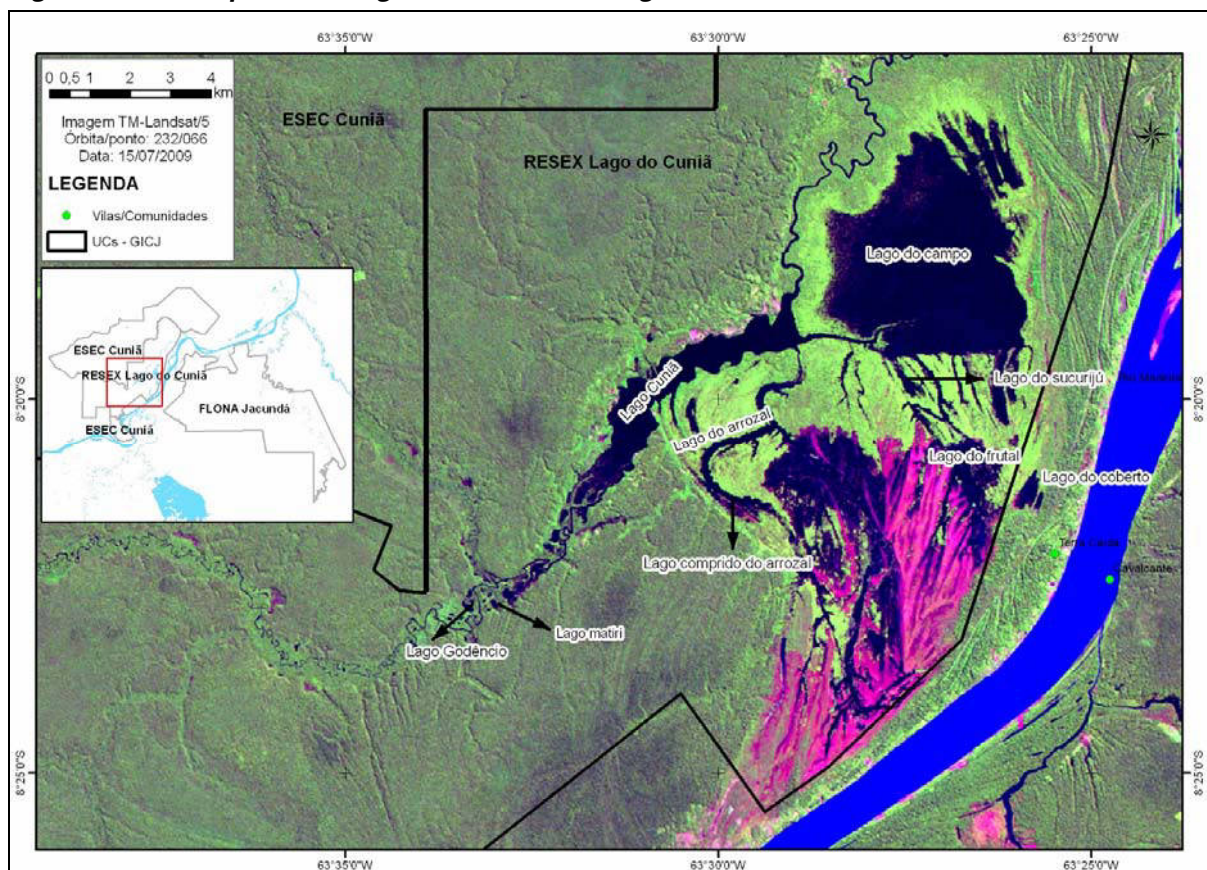 63°35'0"W
63°30'0"W
63°25'0"W
0 0,5 1 2 3 4
km
Imagem TM-Landsat/5
Órbita/ponto: 232/066
Data: 15/07/2009
LEGENDA
Vilas/Comunidades
UCs - GICJ
ESEC Cuniã
RESEX Lago do Cuniã
ESEC Cuniã
RESEX Lago do Cuniã
FLONA Jacundá
ESEC Cuniã
Lago do campo
Lago Cuniã
Lago do sucurijú
Rio Madeira
8°20'0"S
8°20'0"S
Lago do arrozal
Lago do frutal
Lago do coberto
Lago comprido do arrozal
Cavalcante
Lago matiri
Lago Godêncio
8°25'0"S
8°25'0"S
63°35'0"W
63°30'0"W
63°25'0"W